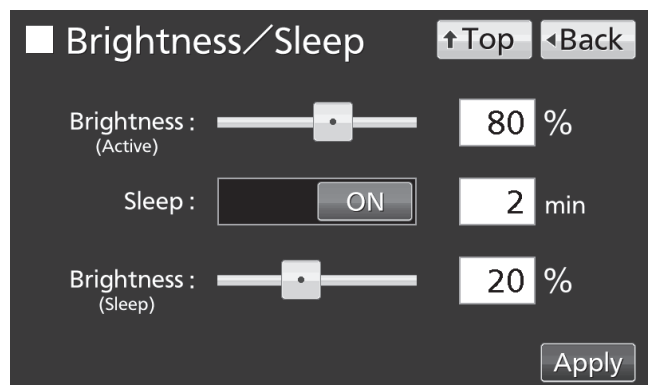 Brightness／Sleep
↑Top
◂Back
Brightness :
(Active)
80 %
Sleep :
ON
2 min
Brightness :
(Sleep)
20 %
Apply